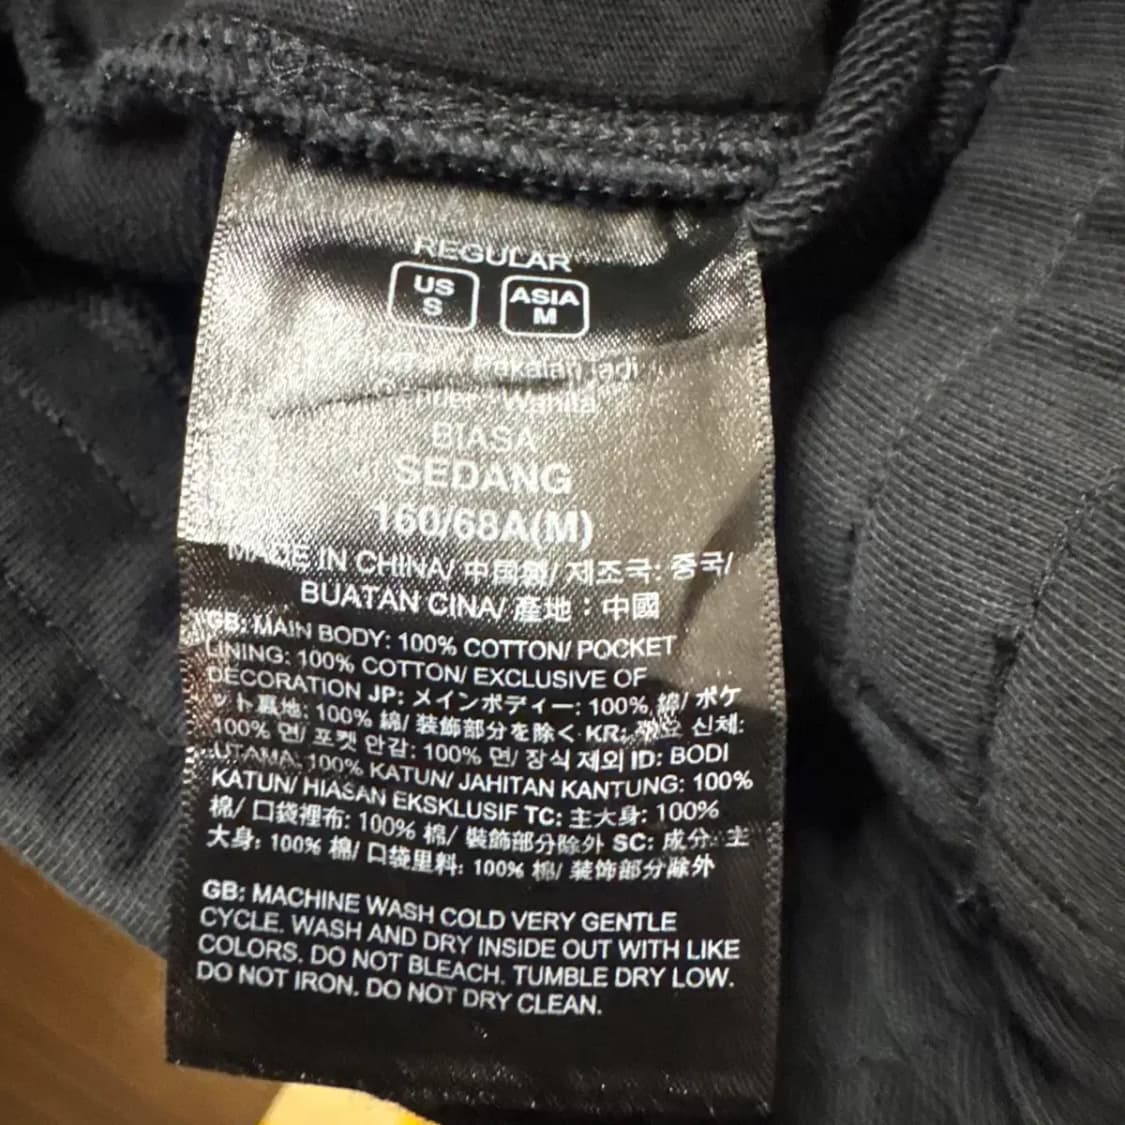 REGULAR
US
S
ASIA
M
Pakaian jadi
Wanita
BIASA
SEDANG
160/68A(M)
MADE IN CHINA/ 中國製/ 제조국: 중국/
BUATAN CINA/ 產地：中國
GB: MAIN BODY: 100% COTTON/ POCKET
LINING: 100% COTTON/ EXCLUSIVE OF
DECORATION JP: メインボディー: 100% 綿/ ポケ
ット裏地: 100% 綿/ 装飾部分を除く KR: 주요 신체:
100% 면/ 포켓 안감: 100% 면/ 장식 제외 ID: BODI
UTAMA: 100% KATUN/ JAHITAN KANTUNG: 100%
KATUN/ HIASAN EKSKLUSIF TC: 主大身: 100%
棉/ 口袋裡布: 100% 棉/ 裝飾部分除外 SC: 成分: 主
大身: 100% 棉/ 口袋里料: 100% 棉/ 装饰部分除外
GB: MACHINE WASH COLD VERY GENTLE
CYCLE. WASH AND DRY INSIDE OUT WITH LIKE
COLORS. DO NOT BLEACH. TUMBLE DRY LOW.
DO NOT IRON. DO NOT DRY CLEAN.